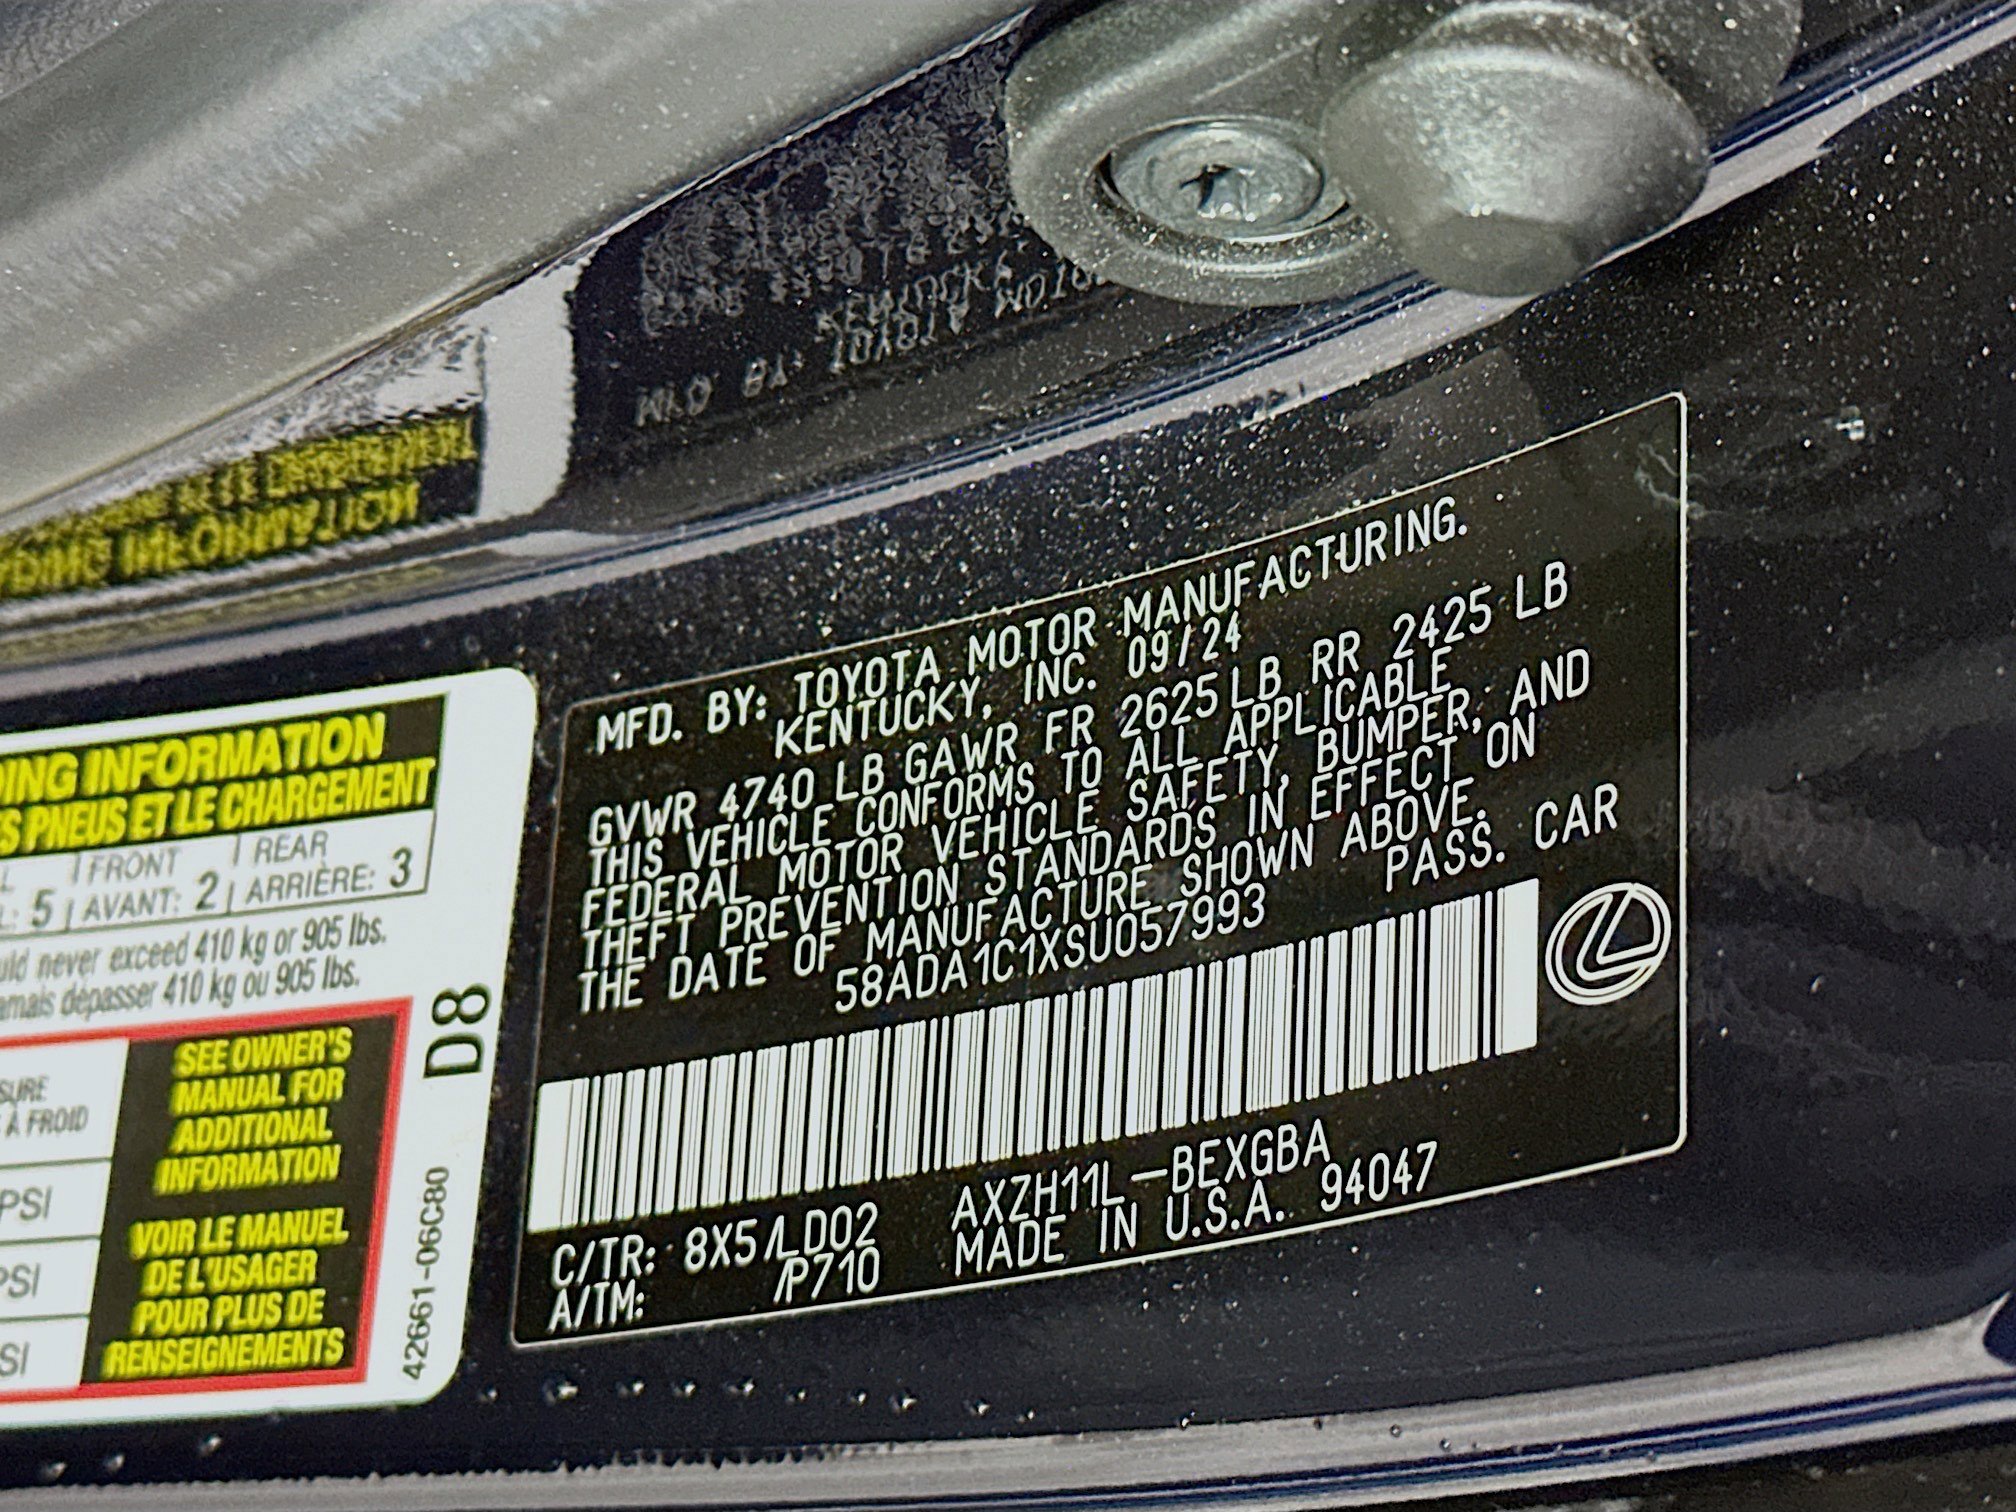 DING INFORMATION
S PNEUS ET LE CHARGEMENT
FRONT REAR
5 AVANT: 2 ARRIÈRE: 3
never exceed 410 kg or 905 lbs.
dépasser 410 kg ou 905 lbs.
D8
SURE
À FROID
PSI
PSI
SI
SEE OWNER'S
MANUAL FOR
ADDITIONAL
INFORMATION
VOIR LE MANUEL
DE L'USAGER
POUR PLUS DE
RENSEIGNEMENTS
42661-06C80
MFD. BY: TOYOTA MOTOR MANUFACTURING.
KENTUCKY, INC. 09/24
GVWR 4740 LB GAWR FR 2625 LB RR 2425 LB
THIS VEHICLE CONFORMS TO ALL APPLICABLE
FEDERAL MOTOR VEHICLE SAFETY, BUMPER, AND
THEFT PREVENTION STANDARDS IN EFFECT ON
THE DATE OF MANUFACTURE SHOWN ABOVE.
58ADA1C1XSU057993 PASS. CAR
C/TR: 8X5/LD02 AXZH11L-BEXGBA
A/TM: /P710 MADE IN U.S.A. 94047